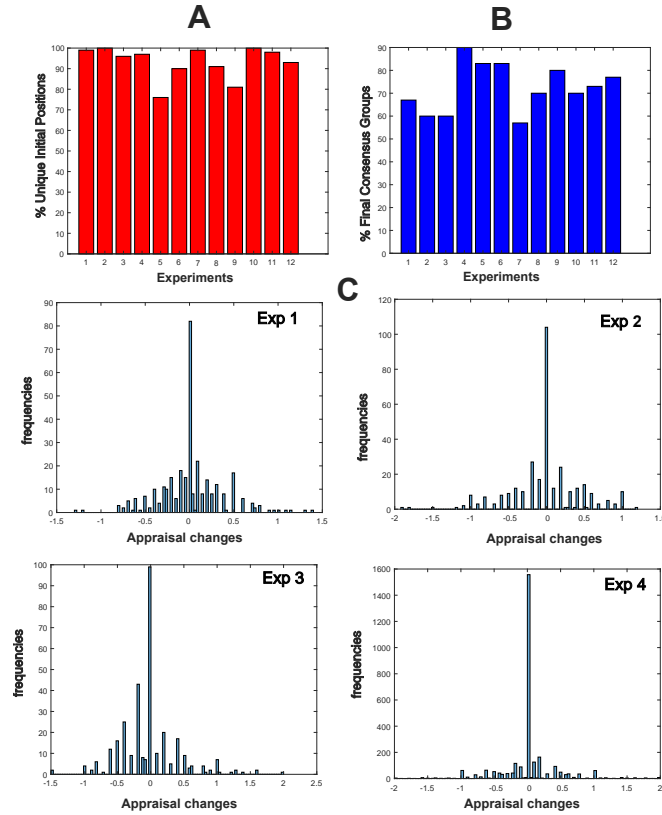 A
B
100
90
80
70
60
50
40
30
20
10
0
% Unique Initial Positions
1 2 3 4 5 6 7 8 9 10 11 12
Experiments
90
80
70
60
50
40
30
20
10
0
% Final Consensus Groups
1 2 3 4 5 6 7 8 9 10 11 12
Experiments
C
Exp 1
90
80
70
60
50
40
30
20
10
0
frequencies
-1.5 -1 -0.5 0 0.5 1 1.5
Appraisal changes
Exp 2
120
100
80
60
40
20
0
frequencies
-2 -1.5 -1 -0.5 0 0.5 1 1.5
Appraisal changes
Exp 3
100
90
80
70
60
50
40
30
20
10
0
frequencies
-1.5 -1 -0.5 0 0.5 1 1.5 2 2.5
Appraisal changes
Exp 4
1600
1400
1200
1000
800
600
400
200
0
frequencies
-2 -1.5 -1 -0.5 0 0.5 1 1.5 2
Appraisal changes